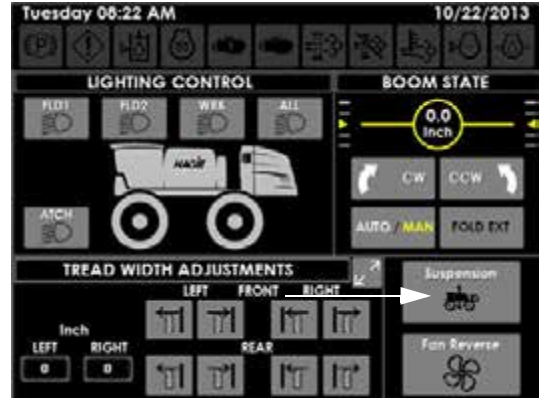 Tuesday 08:22 AM 10/22/2013
LIGHTING CONTROL
FLD1 FLD2 WRK ALL
HAGIE
ATCH
BOOM STATE
0.0
Inch
CW CCW
AUTO / MAN FOLD EXT
TREAD WIDTH ADJUSTMENTS
LEFT FRONT RIGHT
Inch
LEFT RIGHT
0 0
REAR
Suspension
Fan Reverse